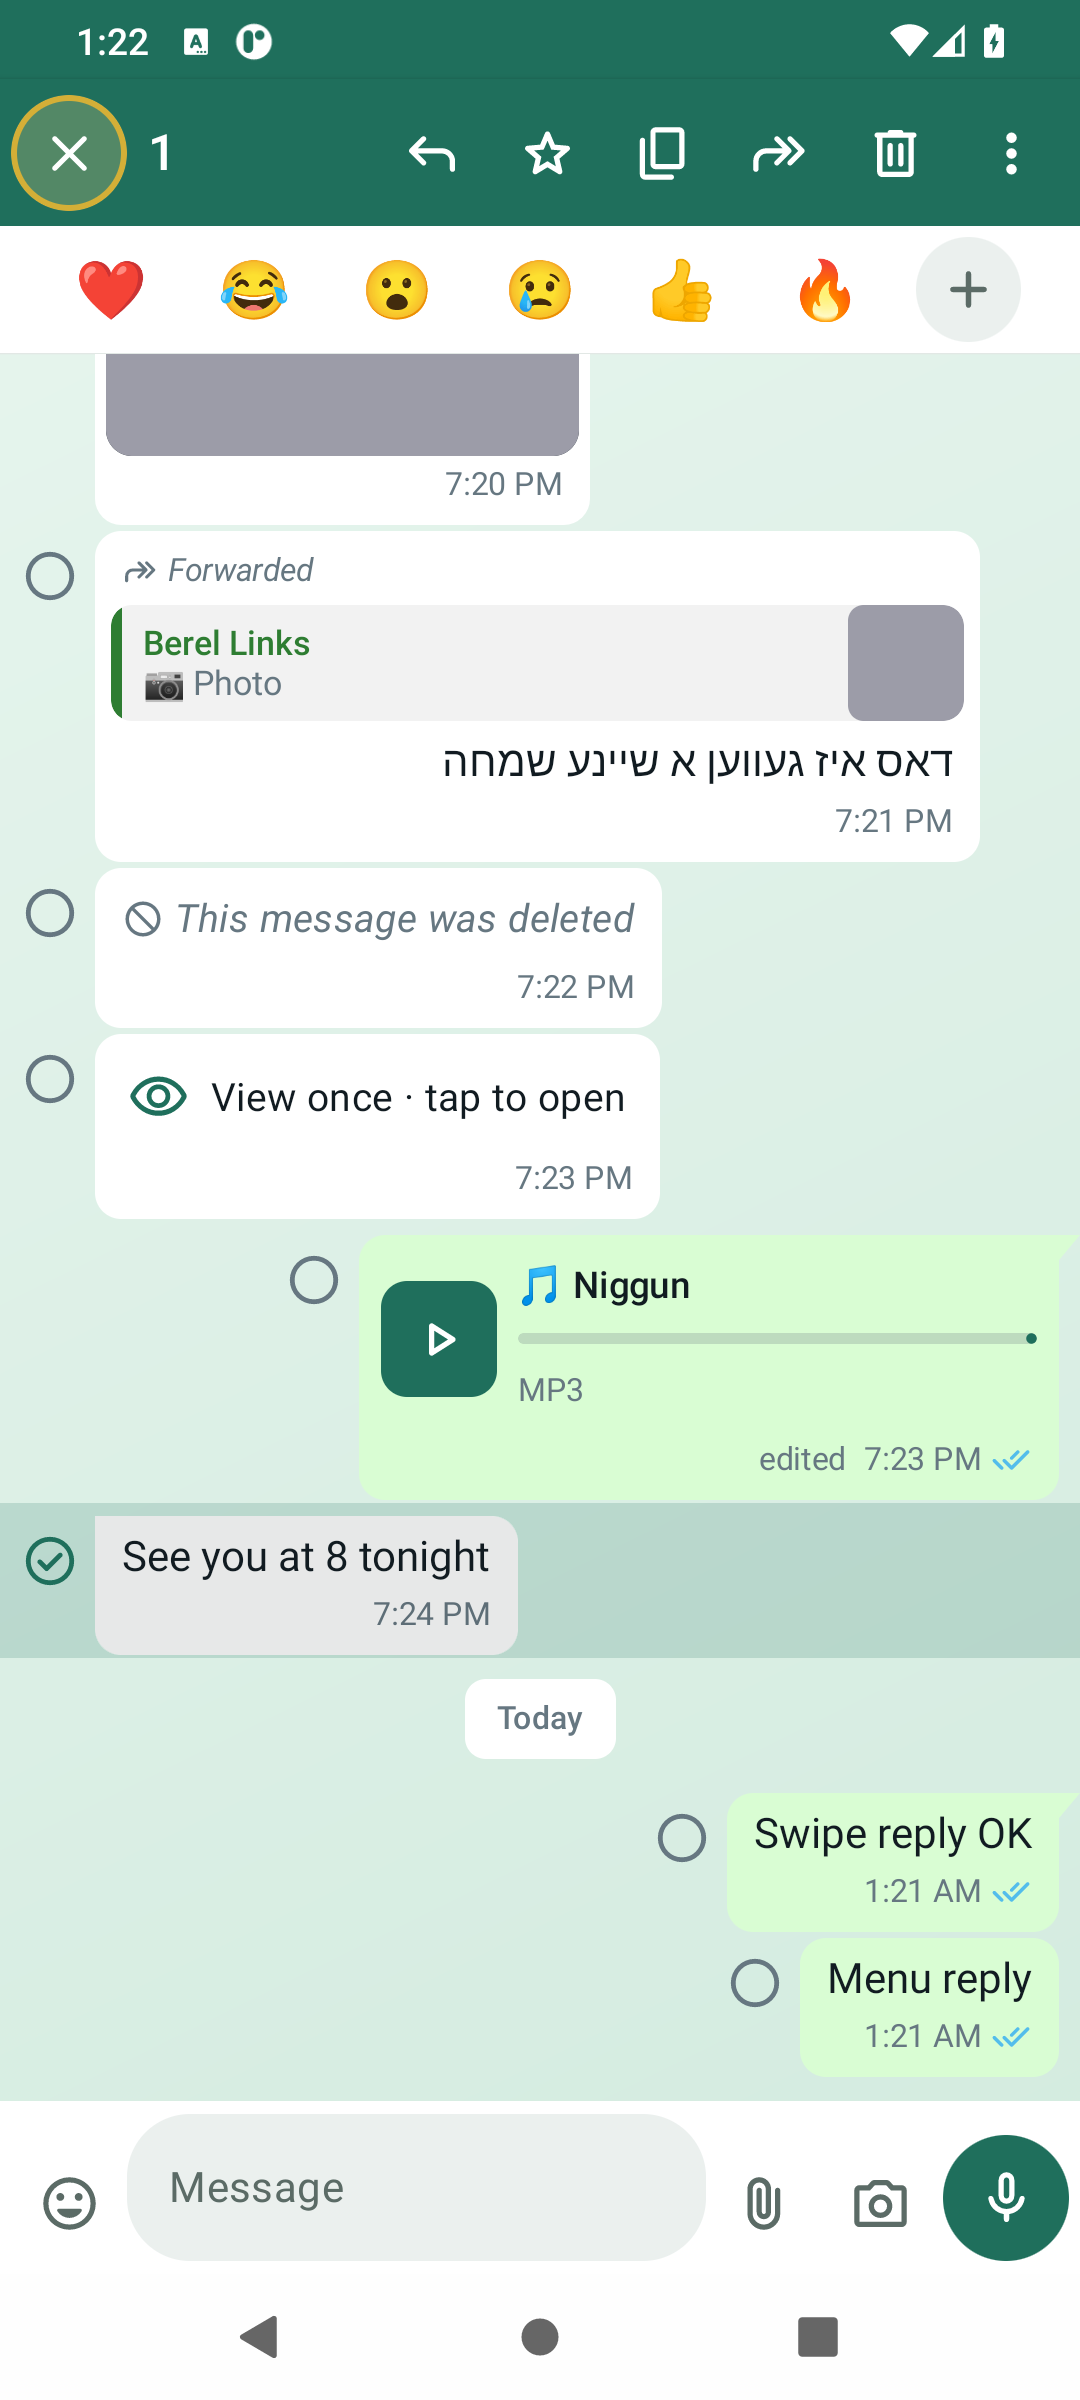 1:22
1
7:20 PM
Forwarded
Berel Links
📷 Photo
דאס איז געווען א שיינע שמחה
7:21 PM
This message was deleted
7:22 PM
View once · tap to open
7:23 PM
🎵 Niggun
MP3
edited 7:23 PM
See you at 8 tonight
7:24 PM
Today
Swipe reply OK
1:21 AM
Menu reply
1:21 AM
Message